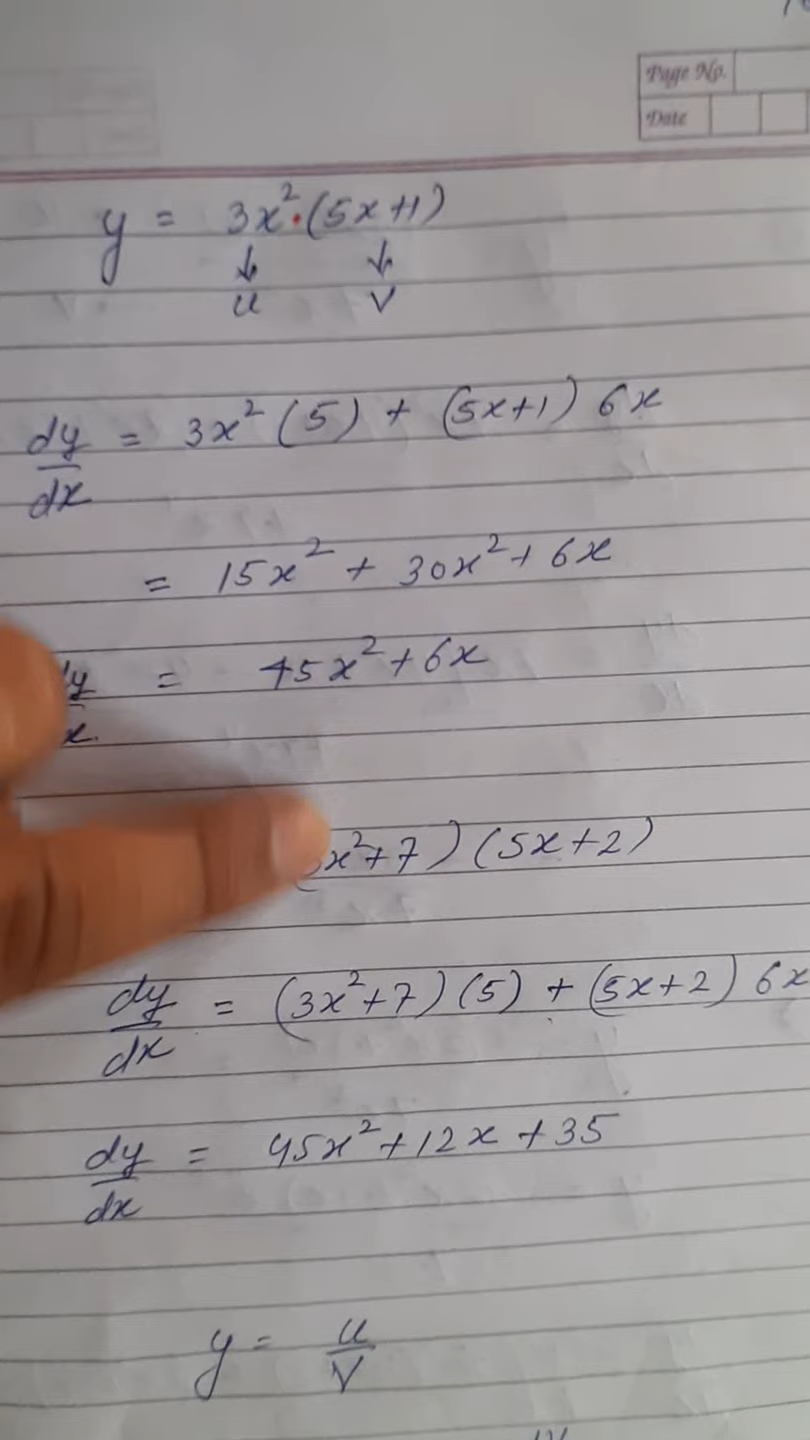 Page No.
Date
y = 3x²·(5x+1)
↓ ↓
u v
dy/dx = 3x² (5) + (5x+1) 6x
= 15x² + 30x² + 6x
= 45x² + 6x
x²+7) (5x+2)
dy/dx = (3x²+7) (5) + (5x+2) 6x
dy/dx = 45x² + 12x + 35
y = u/v